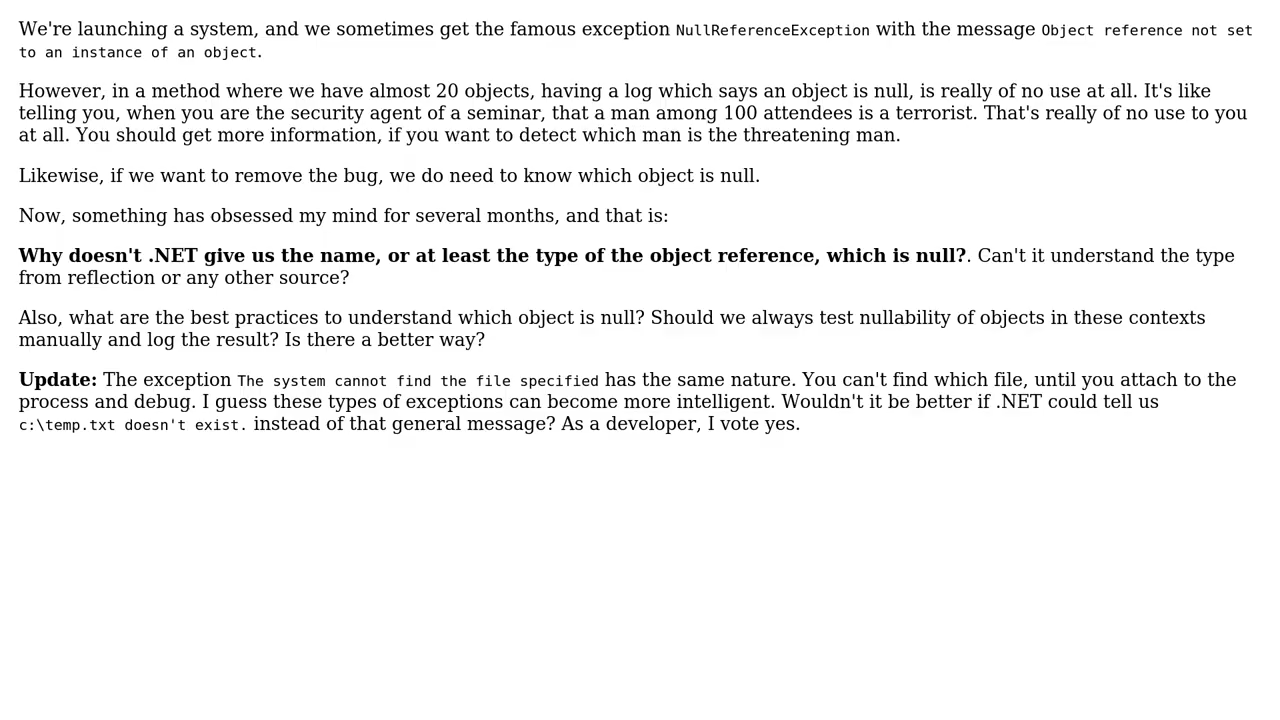 We're launching a system, and we sometimes get the famous exception NullReferenceException with the message Object reference not set
to an instance of an object.
However, in a method where we have almost 20 objects, having a log which says an object is null, is really of no use at all. It's like
telling you, when you are the security agent of a seminar, that a man among 100 attendees is a terrorist. That's really of no use to you
at all. You should get more information, if you want to detect which man is the threatening man.
Likewise, if we want to remove the bug, we do need to know which object is null.
Now, something has obsessed my mind for several months, and that is:
Why doesn't .NET give us the name, or at least the type of the object reference, which is null?. Can't it understand the type
from reflection or any other source?
Also, what are the best practices to understand which object is null? Should we always test nullability of objects in these contexts
manually and log the result? Is there a better way?
Update: The exception The system cannot find the file specified has the same nature. You can't find which file, until you attach to the
process and debug. I guess these types of exceptions can become more intelligent. Wouldn't it be better if .NET could tell us
c:\temp.txt doesn't exist. instead of that general message? As a developer, I vote yes.